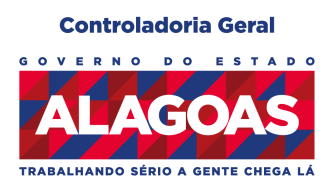 Controladoria Geral
GOVERNO DO ESTADO
ALAGOAS
TRABALHANDO SÉRIO A GENTE CHEGA LÁ